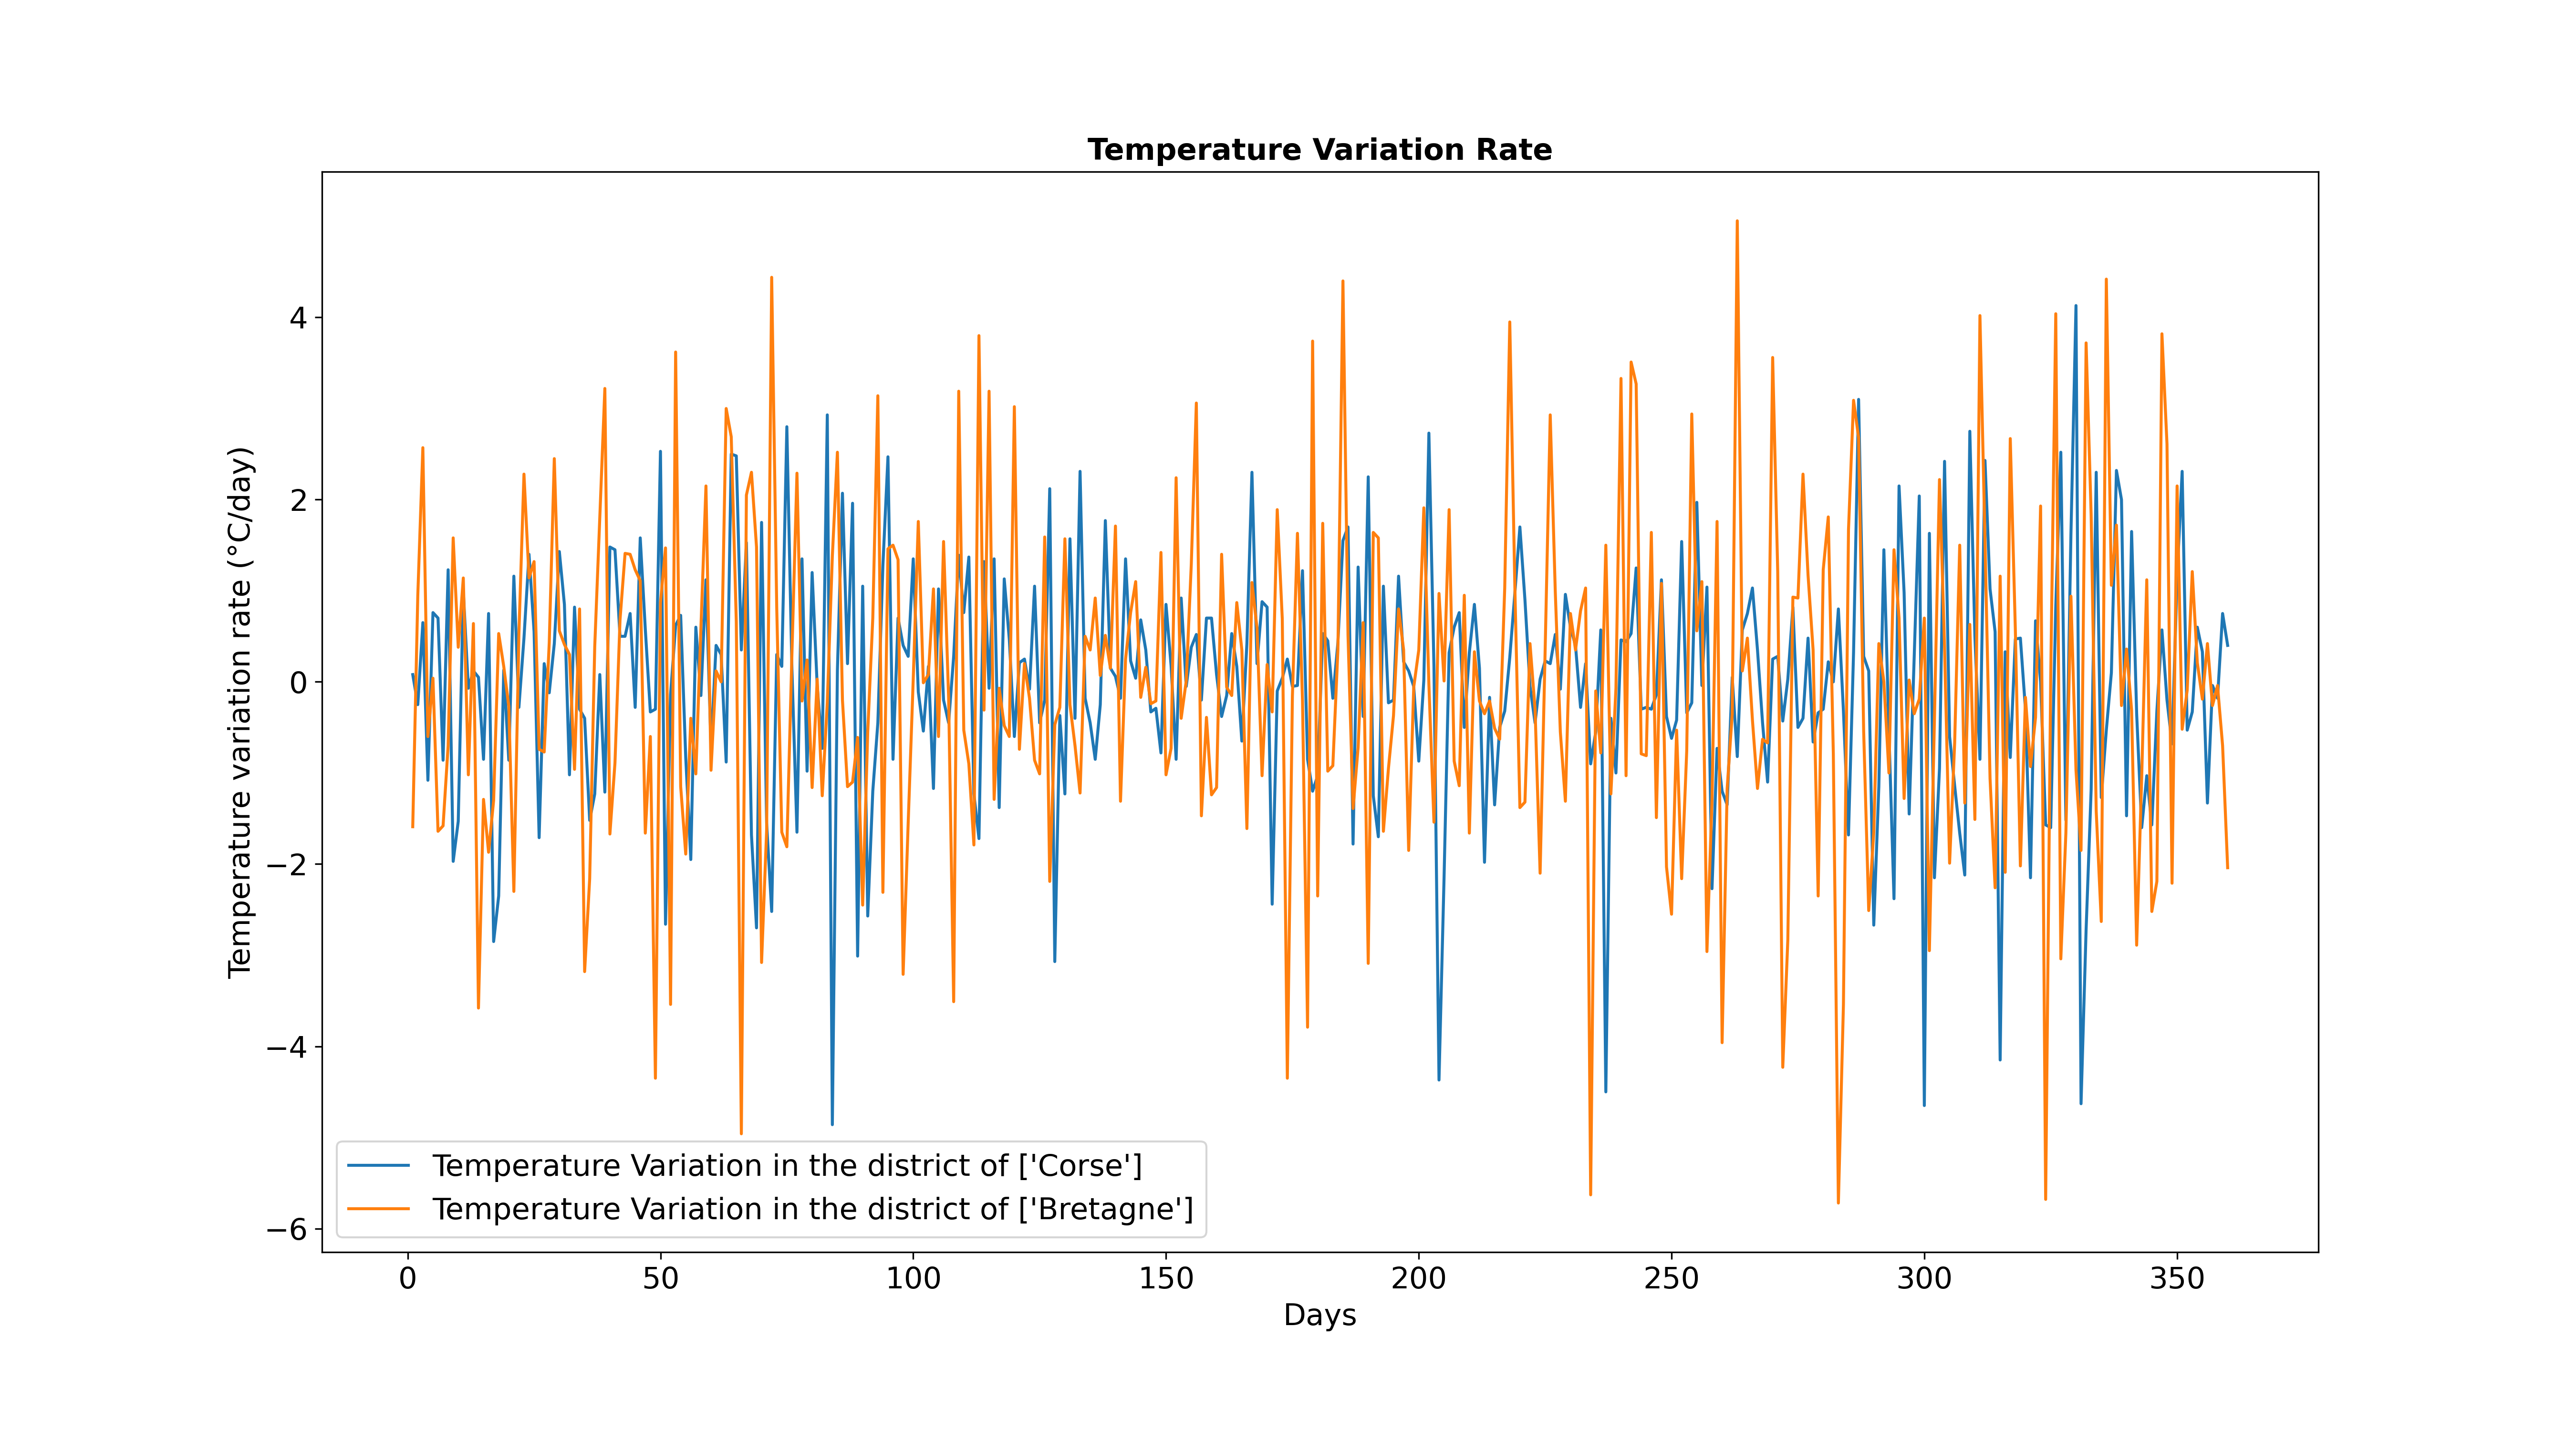 Temperature Variation Rate
Temperature variation rate (°C/day)
4
2
0
−2
−4
−6
Temperature Variation in the district of ['Corse']
Temperature Variation in the district of ['Bretagne']
0 50 100 150 200 250 300 350
Days